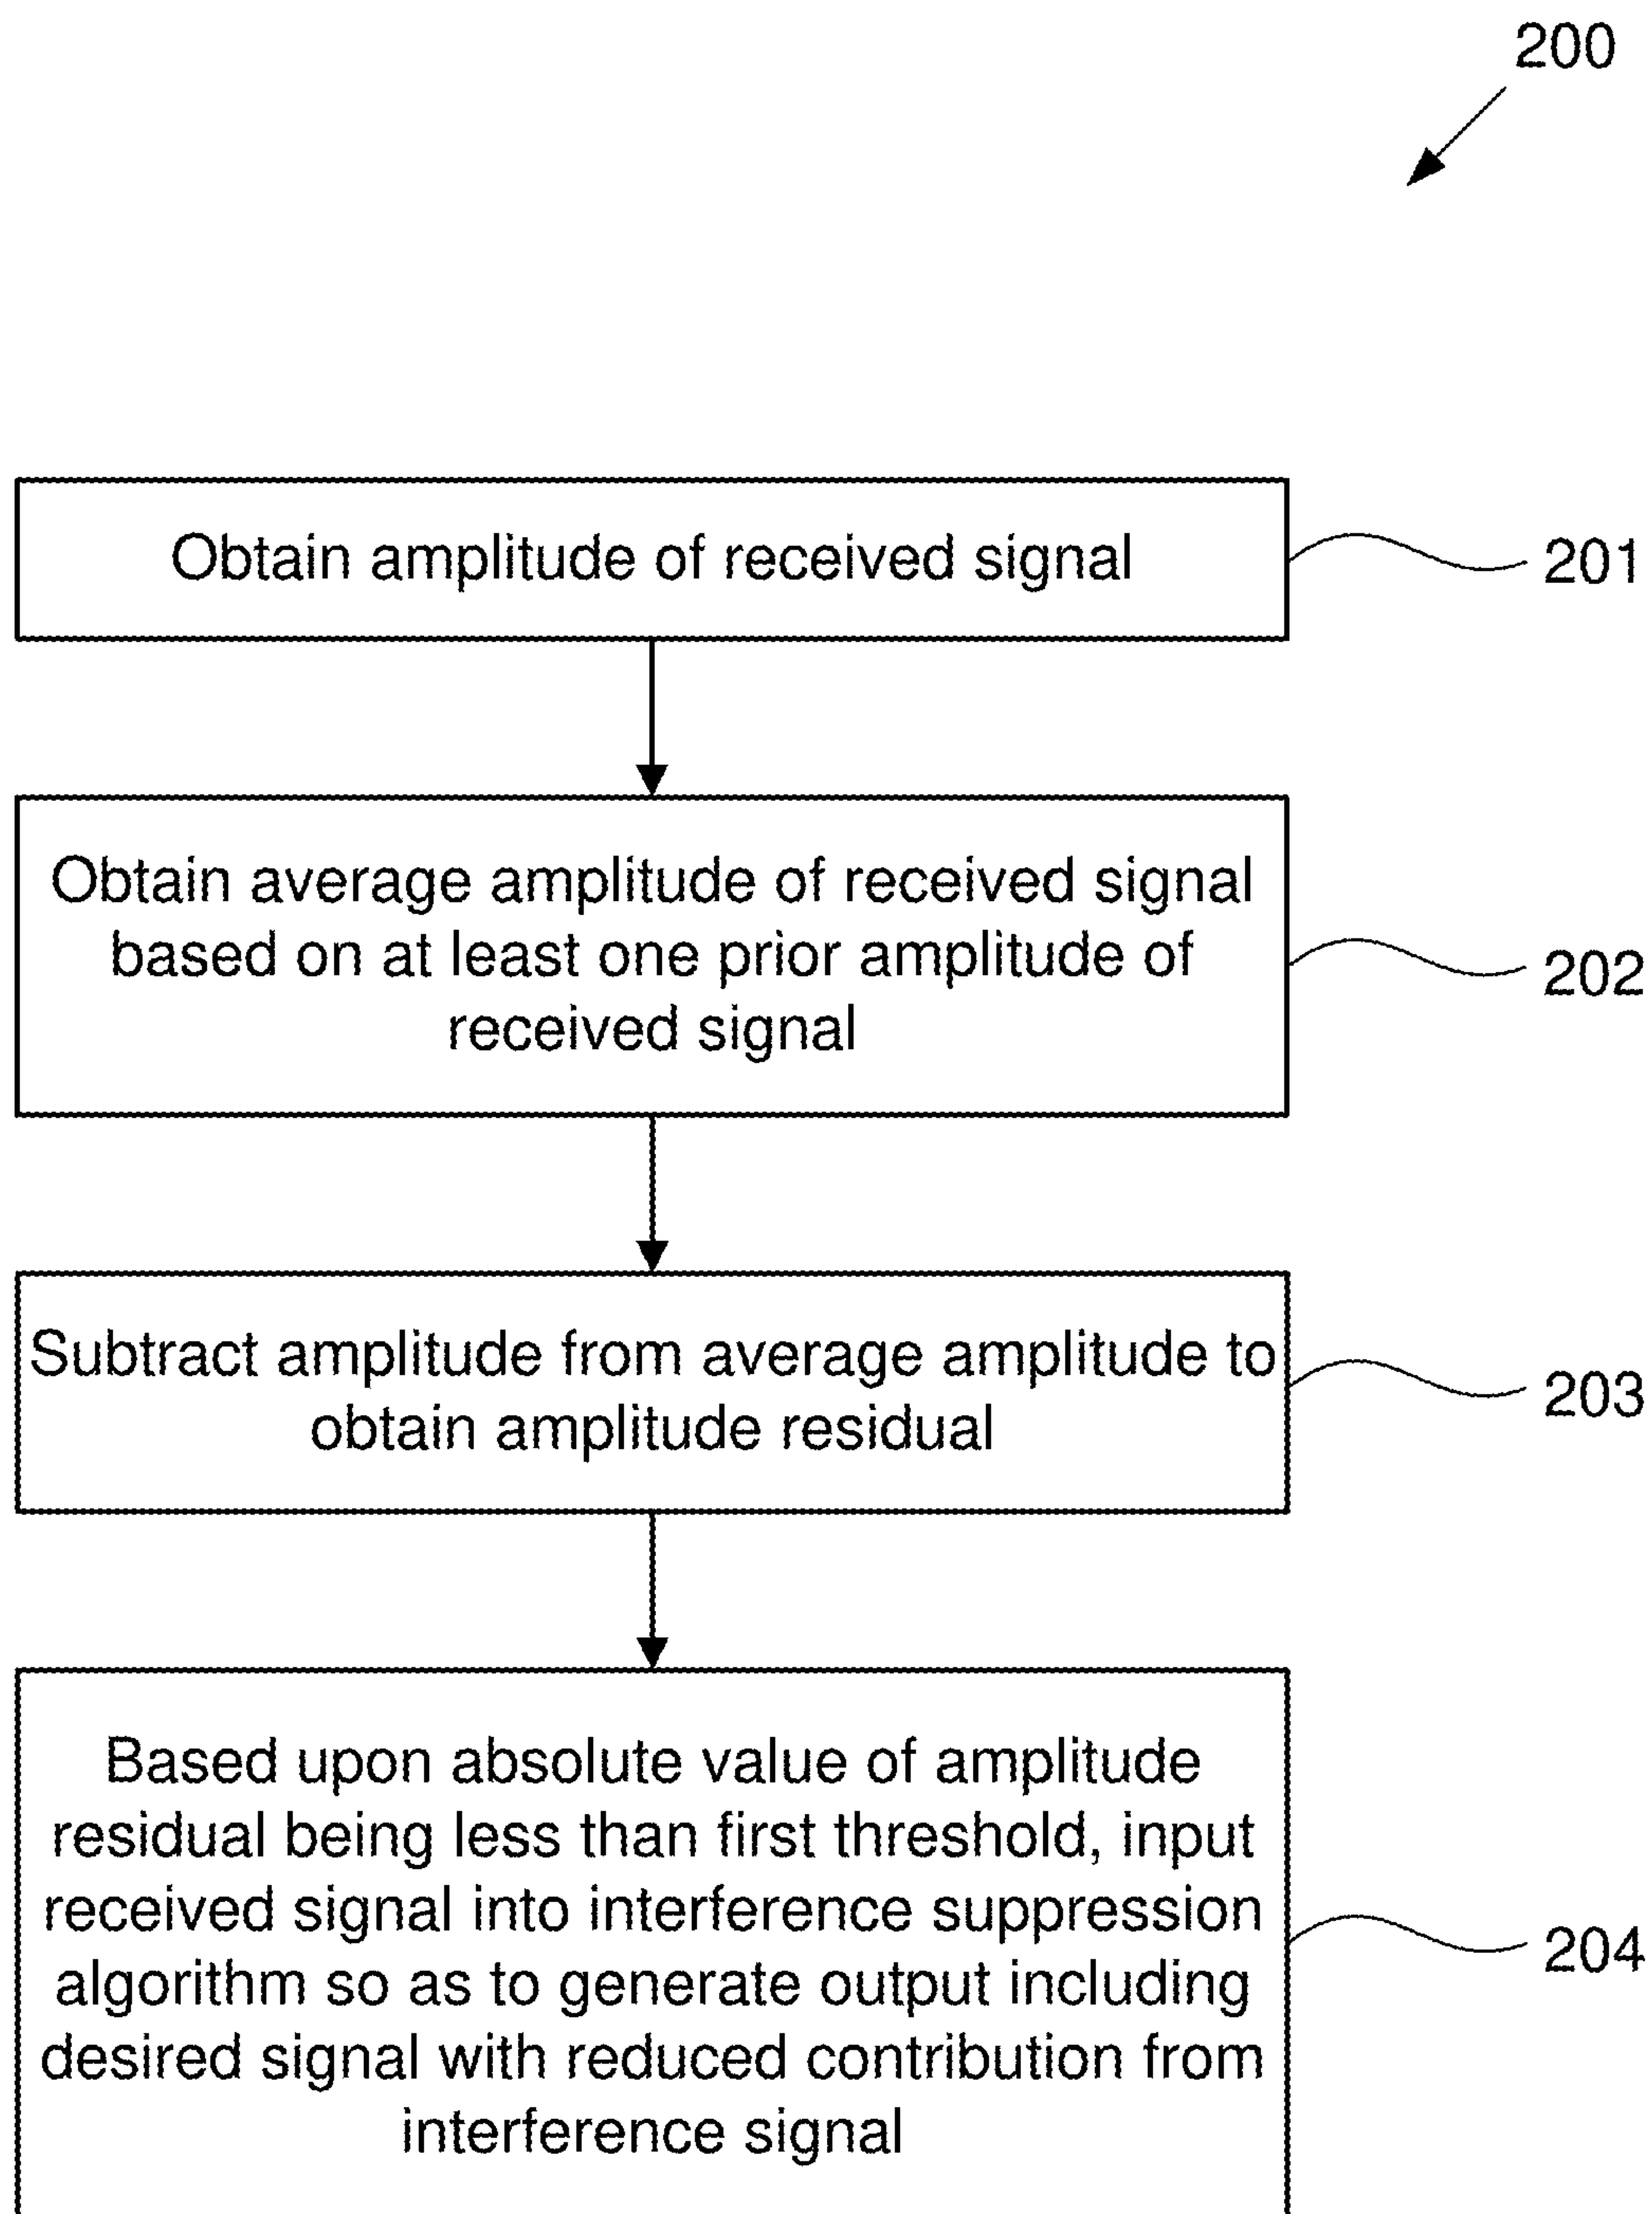 200
Obtain amplitude of received signal
201
Obtain average amplitude of received signal
based on at least one prior amplitude of
received signal
202
Subtract amplitude from average amplitude to
obtain amplitude residual
203
Based upon absolute value of amplitude
residual being less than first threshold, input
received signal into interference suppression
algorithm so as to generate output including
desired signal with reduced contribution from
interference signal
204